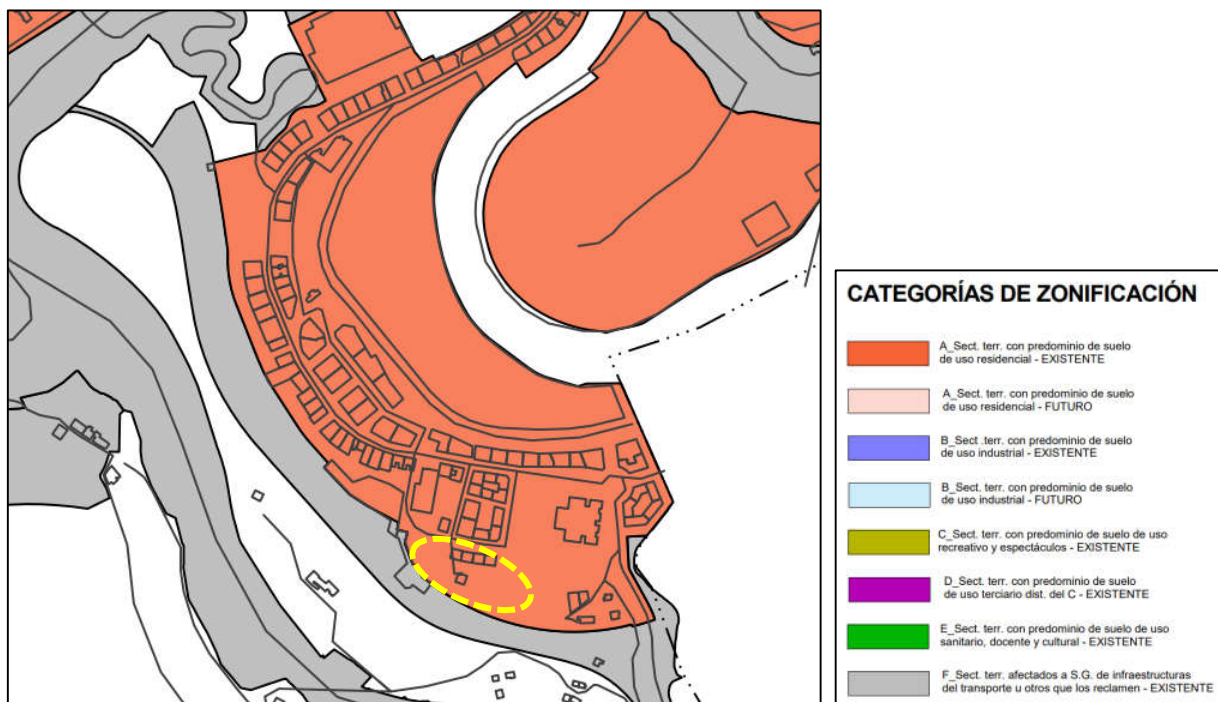 CATEGORÍAS DE ZONIFICACIÓN
A_Sect. terr. con predominio de suelo
de uso residencial - EXISTENTE
A_Sect. terr. con predominio de suelo
de uso residencial - FUTURO
B_Sect .terr. con predominio de suelo
de uso industrial - EXISTENTE
B_Sect. terr. con predominio de suelo
de uso industrial - FUTURO
C_Sect. terr. con predominio de suelo de uso
recreativo y espectáculos - EXISTENTE
D_Sect. terr. con predominio de suelo
de uso terciario dist. del C - EXISTENTE
E_Sect. terr. con predominio de suelo de uso
sanitario, docente y cultural - EXISTENTE
F_Sect. terr. afectados a S.G. de infraestructuras
del transporte u otros que los reclamen - EXISTENTE